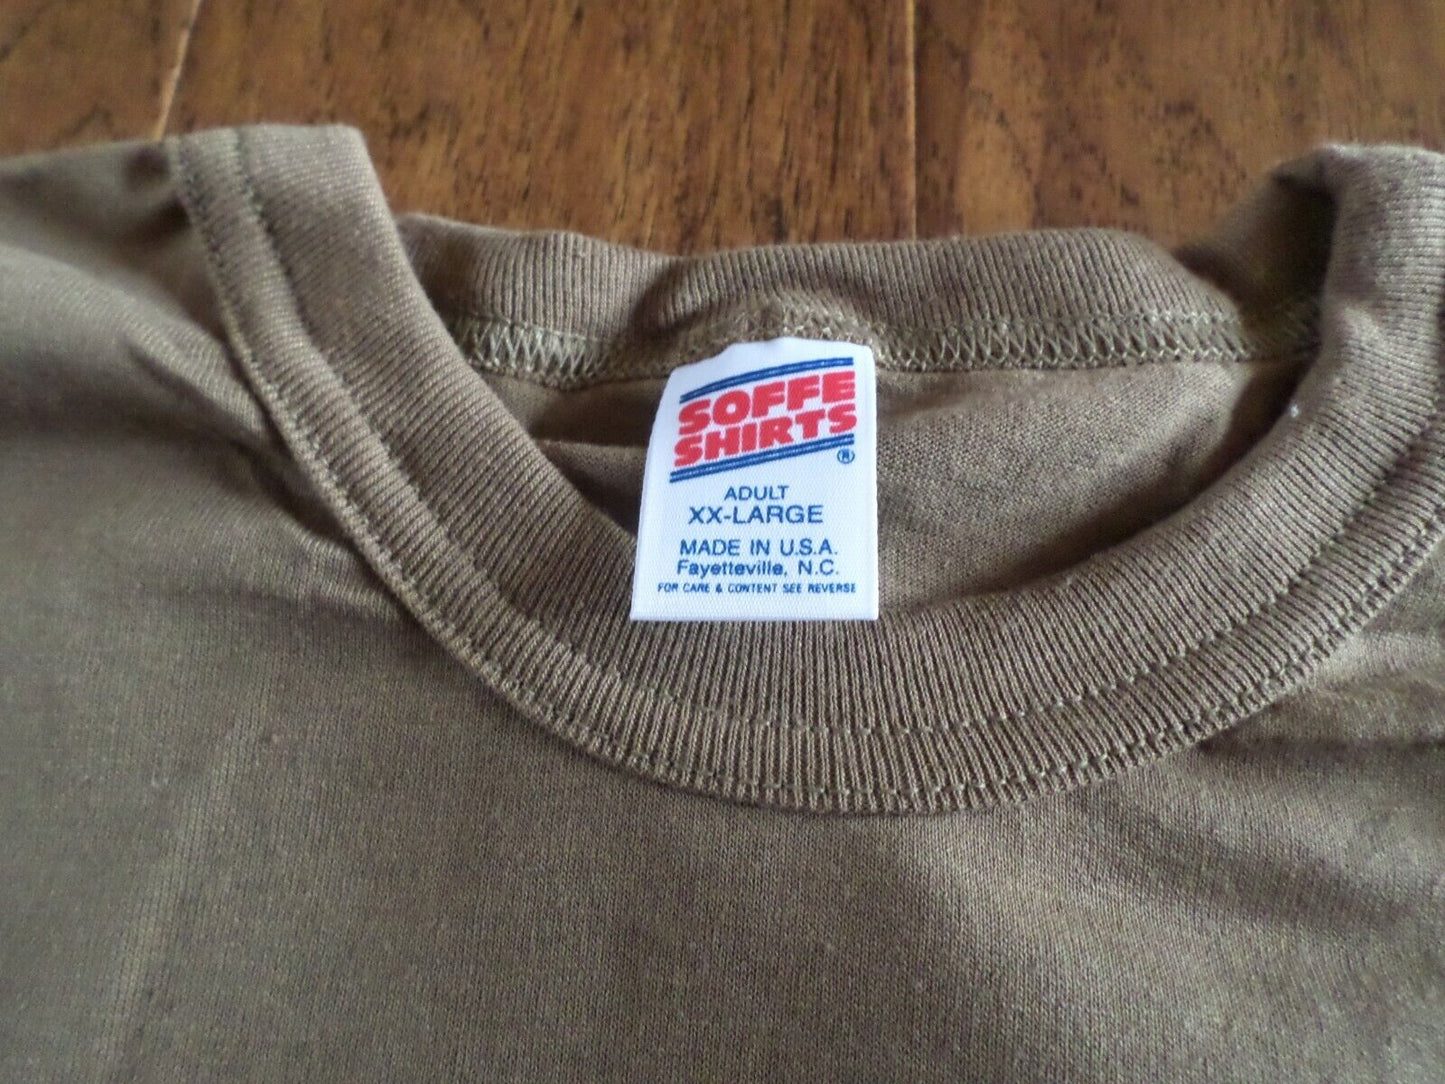 SOFFE
SHIRTS
®
ADULT
XX-LARGE
MADE IN U.S.A.
Fayetteville, N.C.
FOR CARE & CONTENT SEE REVERSE